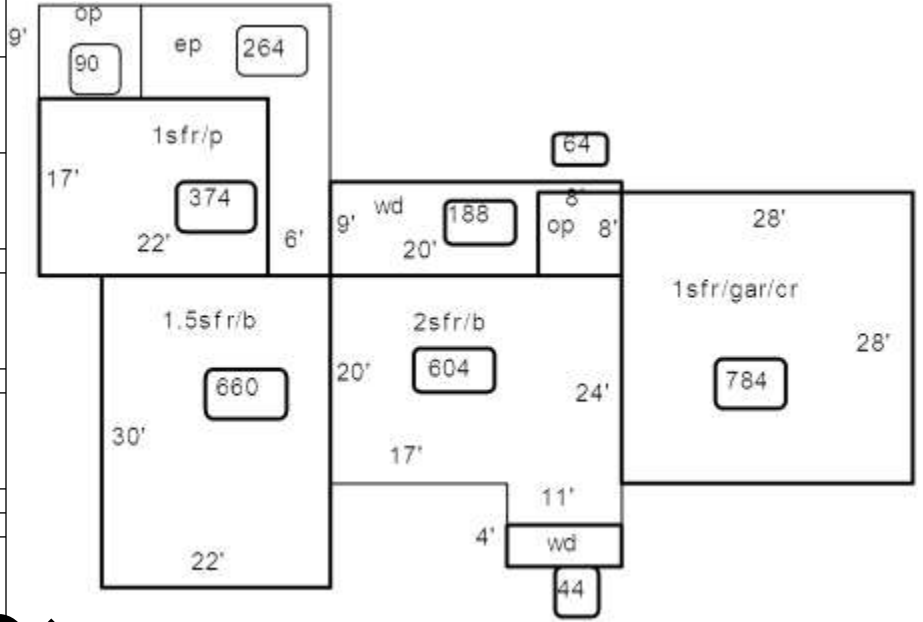 op
9'
ep
264
90
1sfr/p
64
17'
374
8'
wd
188
28'
9'
op
8'
22'
6'
20'
1sfr/gar/cr
1.5sfr/b
2sfr/b
28'
20'
604
660
784
24'
30'
17'
11'
4'
wd
22'
44